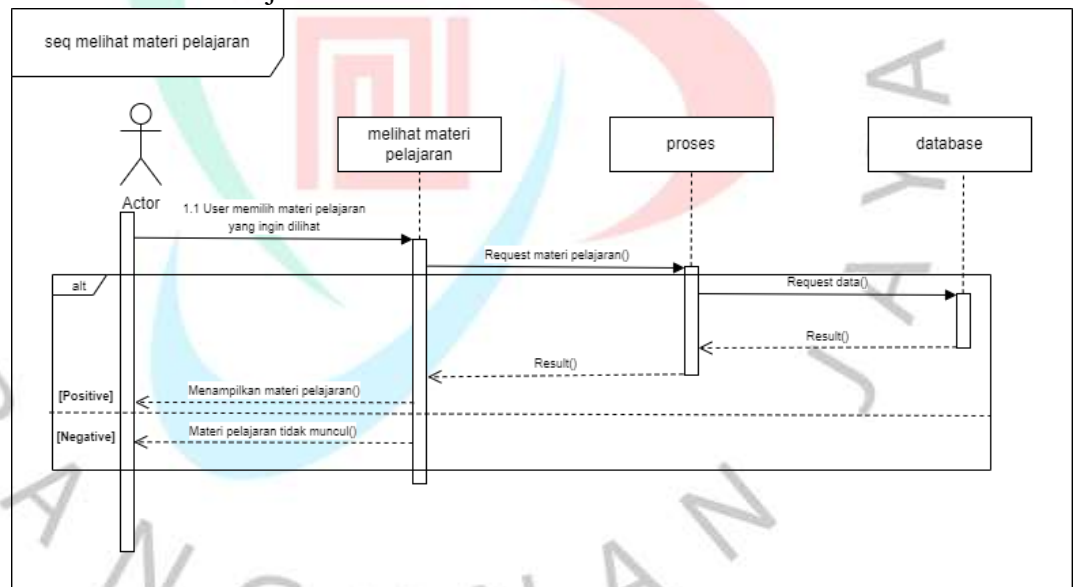 seq melihat materi pelajaran
melihat materi
pelajaran
proses
database
Actor
1.1 User memilih materi pelajaran
yang ingin dilihat
Request materi pelajaran()
alt
Request data()
Result()
Result()
[Positive]
Menampilkan materi pelajaran()
[Negative]
Materi pelajaran tidak muncul()
JAYA